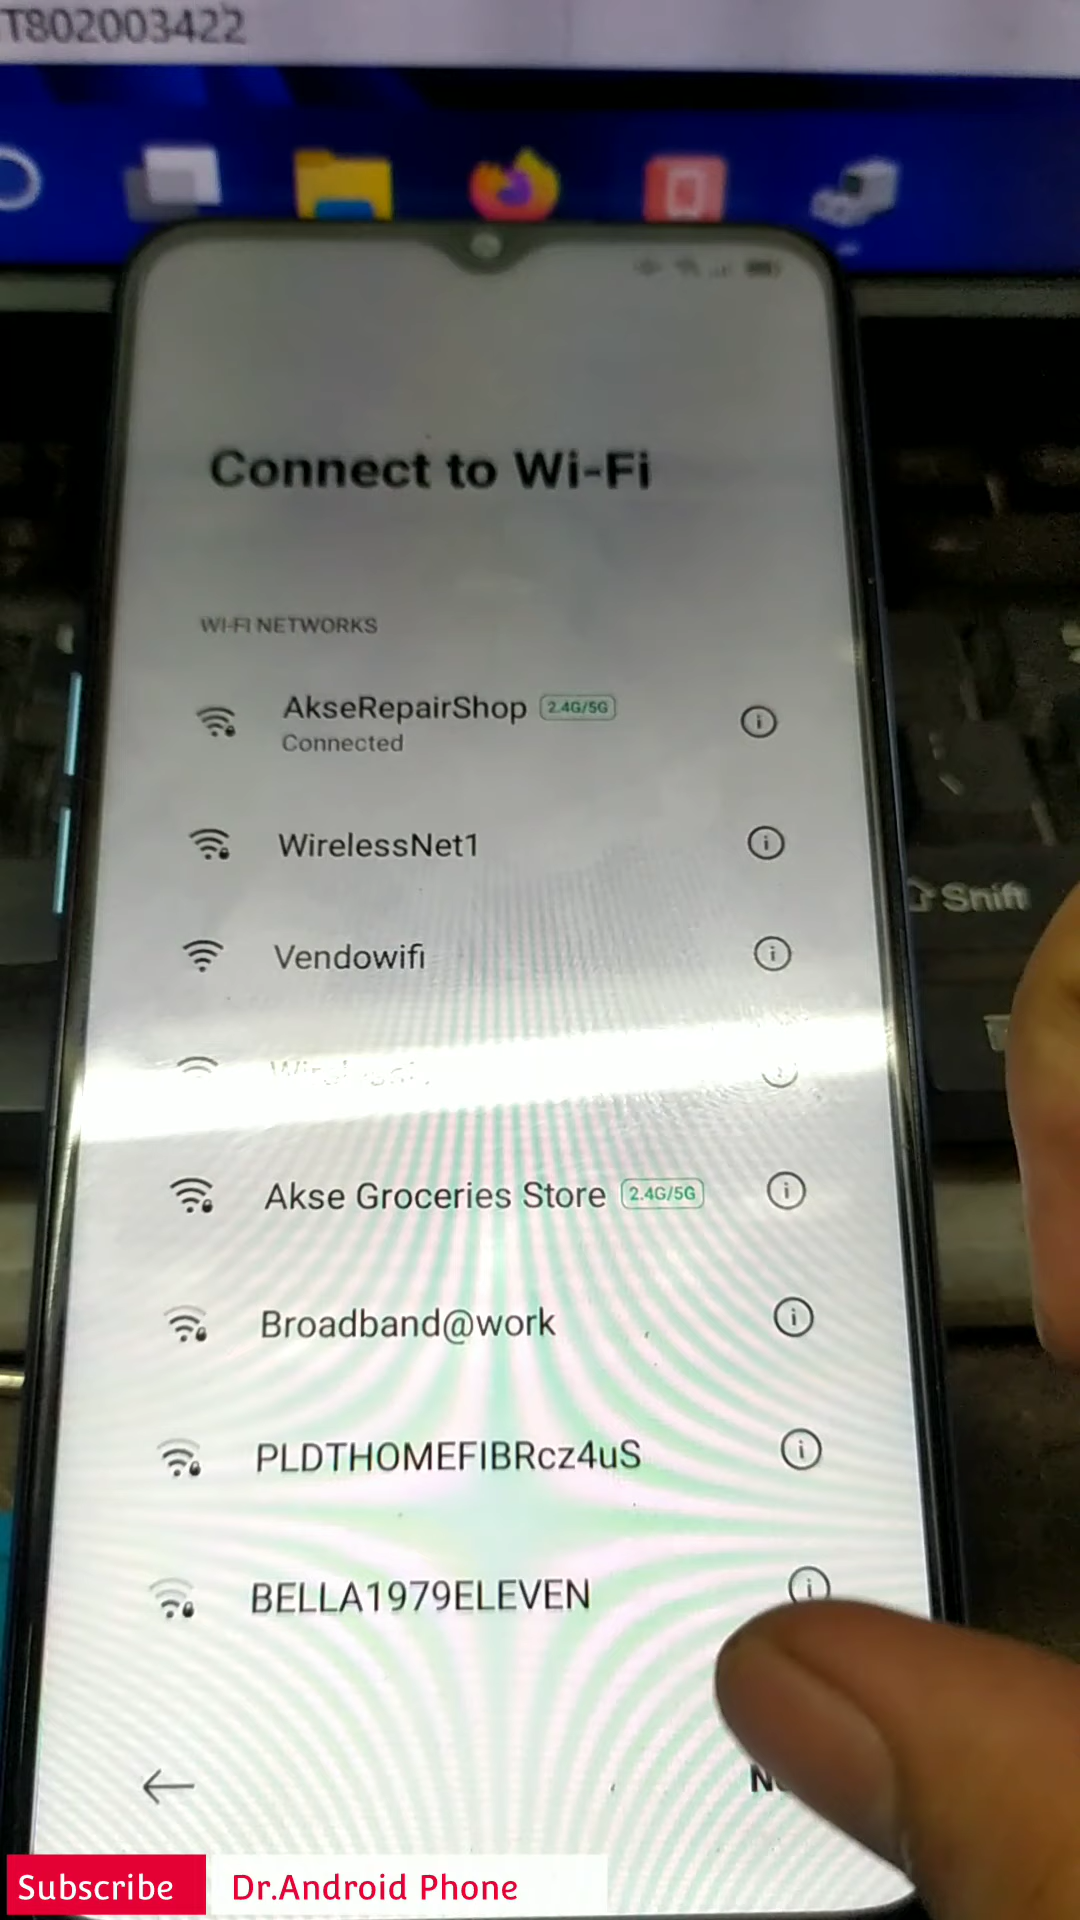 T802003422
Connect to Wi-Fi
WI-FI NETWORKS
AkseRepairShop 2.4G/5G
Connected
WirelessNet1
Vendowifi
Akse Groceries Store 2.4G/5G
Broadband@work
PLDTHOMEFIBRcz4uS
BELLA1979ELEVEN
Shift
Subscribe Dr.Android Phone